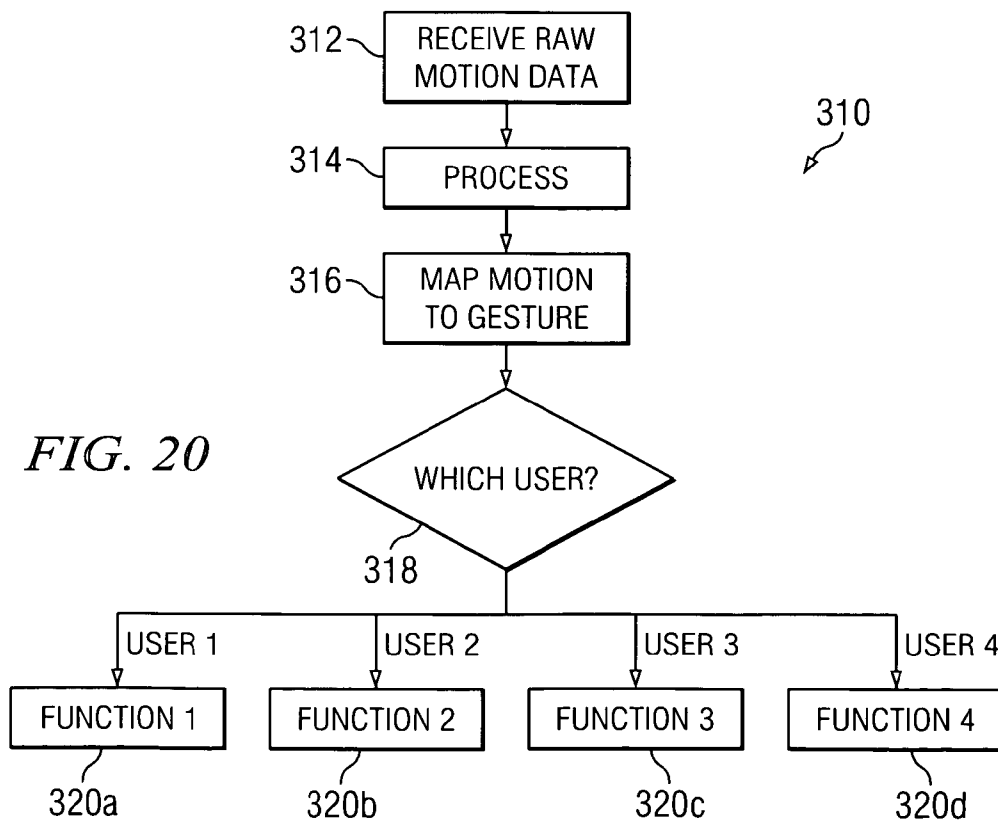 312
RECEIVE RAW
MOTION DATA
310
314
PROCESS
316
MAP MOTION
TO GESTURE
FIG. 20
WHICH USER?
318
USER 1
USER 2
USER 3
USER 4
FUNCTION 1
FUNCTION 2
FUNCTION 3
FUNCTION 4
320a
320b
320c
320d